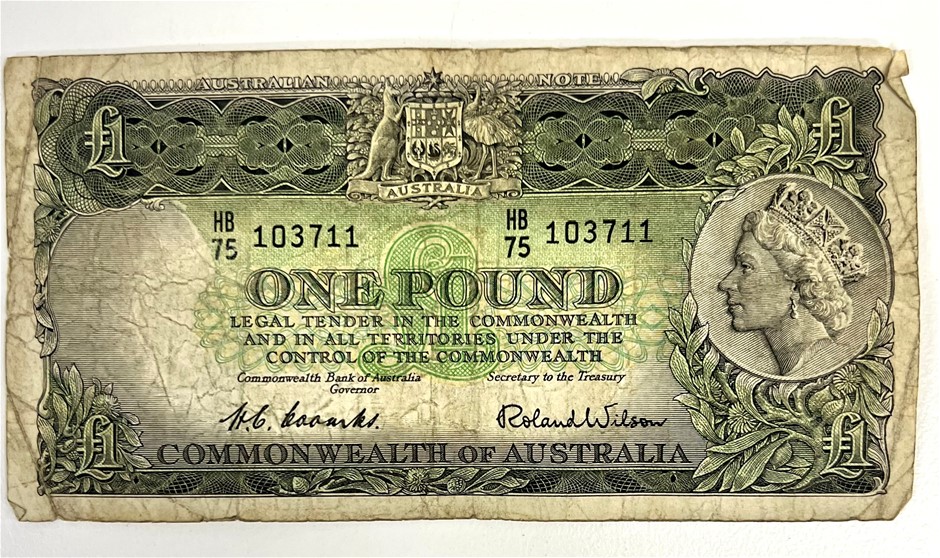 AUSTRALIAN NOTE
£1 £1
AUSTRALIA
HB 75 103711 HB 75 103711
ONE POUND
LEGAL TENDER IN THE COMMONWEALTH
AND IN ALL TERRITORIES UNDER THE
CONTROL OF THE COMMONWEALTH
Commonwealth Bank of Australia Secretary to the Treasury
Governor
H.C. Coombs. Roland Wilson
£1 £1
COMMONWEALTH OF AUSTRALIA